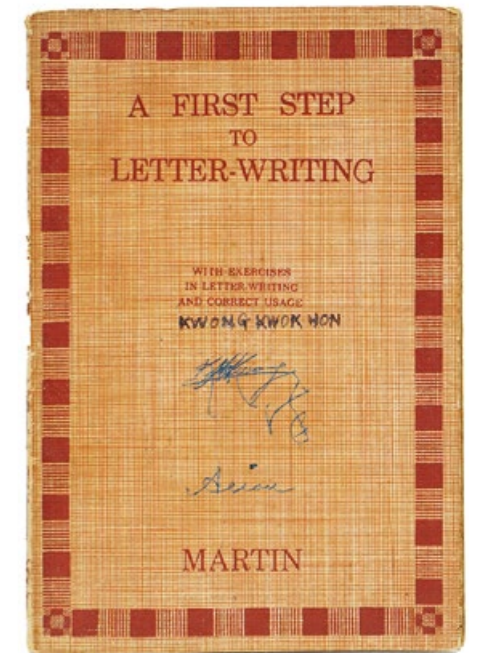 A FIRST STEP
TO
LETTER-WRITING
WITH EXERCISES
IN LETTER-WRITING
AND CORRECT USAGE
KWONG KWOK HON
MARTIN